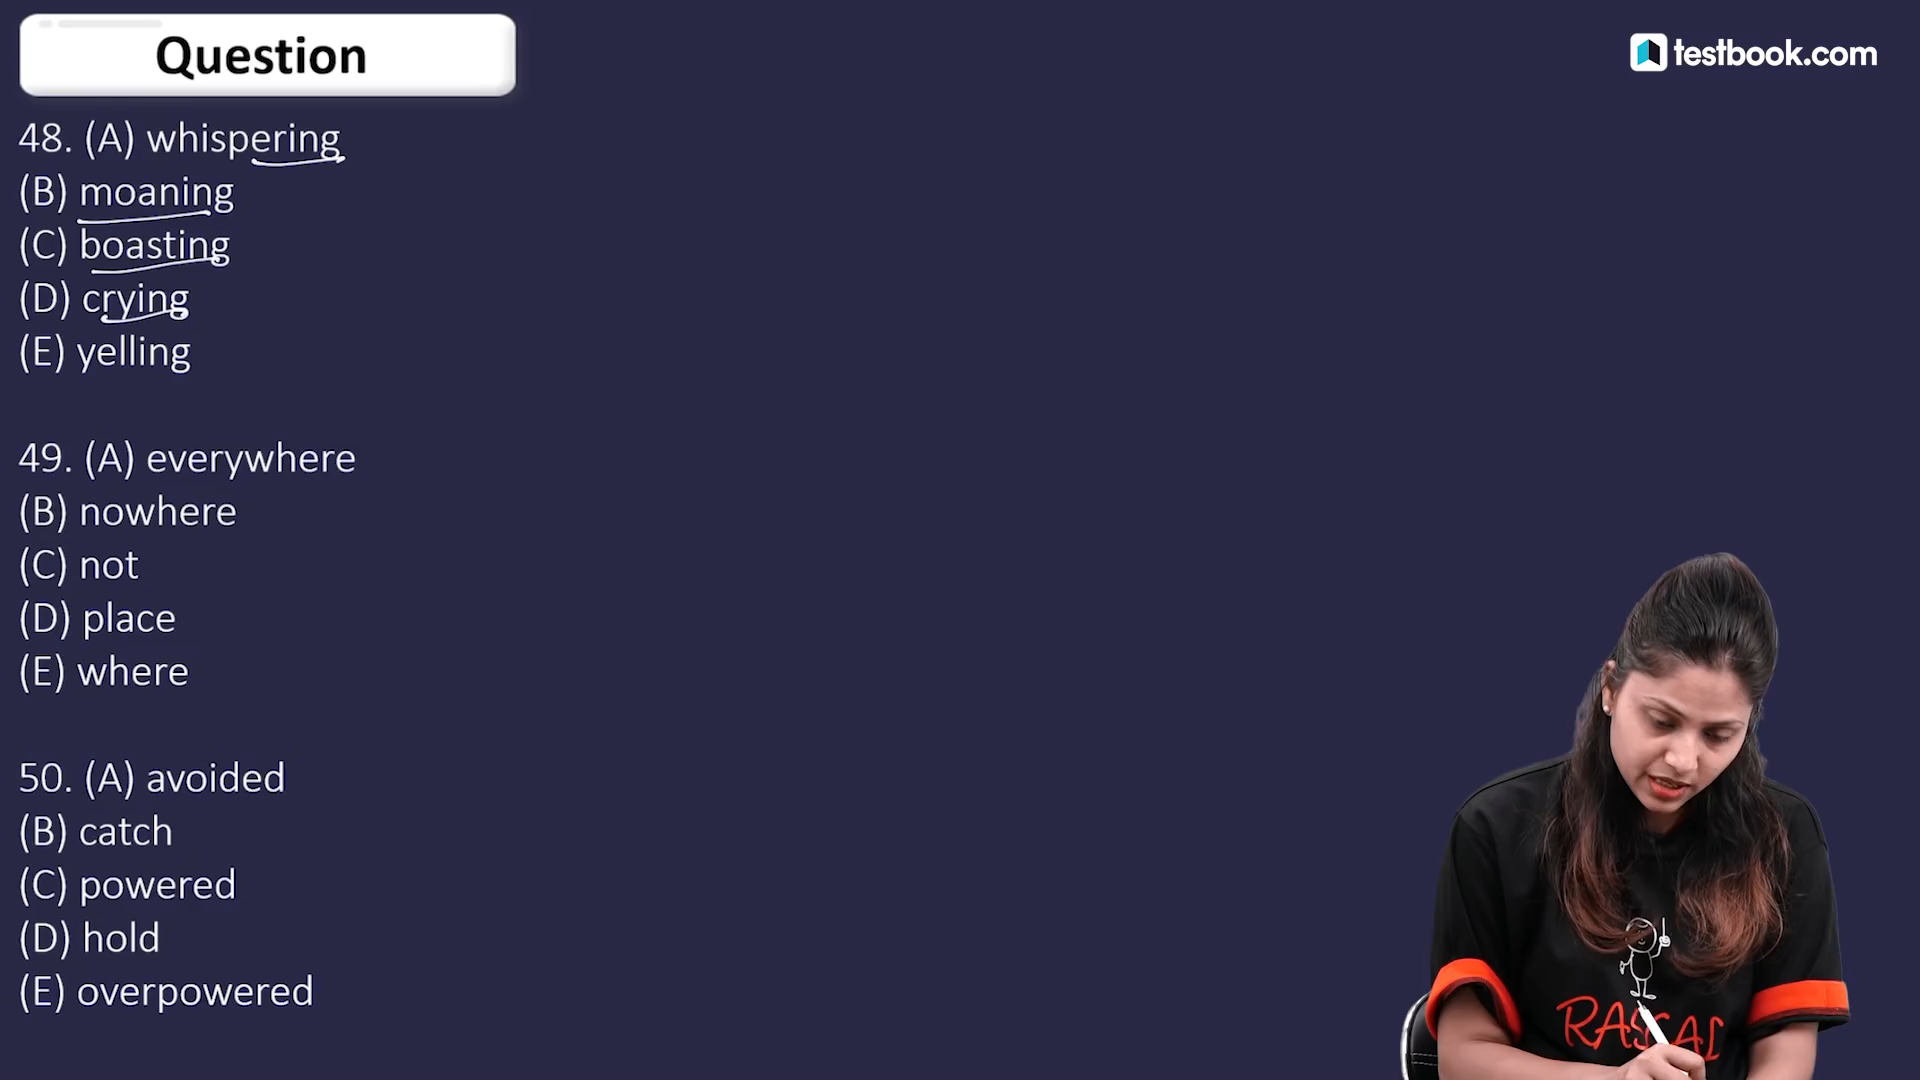 Question
testbook.com
48. (A) whispering
(B) moaning
(C) boasting
(D) crying
(E) yelling
49. (A) everywhere
(B) nowhere
(C) not
(D) place
(E) where
50. (A) avoided
(B) catch
(C) powered
(D) hold
(E) overpowered
RASCAL